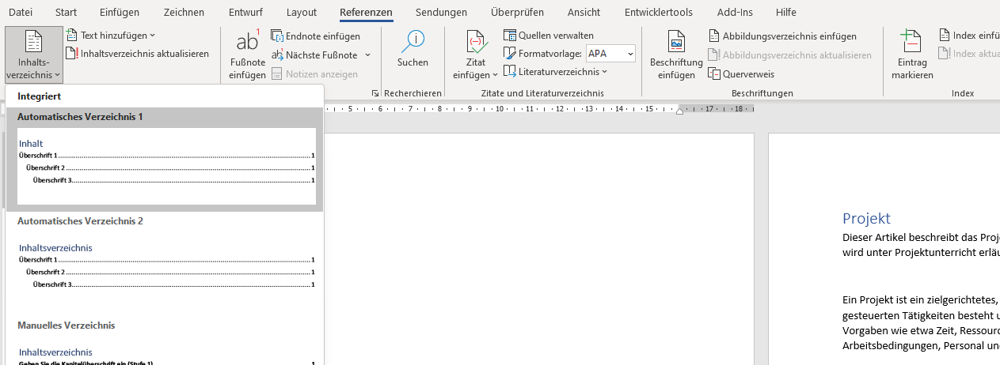 Datei Start Einfügen Zeichnen Entwurf Layout Referenzen Sendungen Überprüfen Ansicht Entwicklertools Add-Ins Hilfe
Inhalts-
verzeichnis
Text hinzufügen
Inhaltsverzeichnis aktualisieren
ab 1
Fußnote
einfügen
Endnote einfügen
Nächste Fußnote
Notizen anzeigen
Suchen
Recherchieren
Zitat
einfügen
Quellen verwalten
Formatvorlage: APA
Literaturverzeichnis
Zitate und Literaturverzeichnis
Beschriftung
einfügen
Abbildungsverzeichnis einfügen
Abbildungsverzeichnis aktualisieren
Querverweis
Beschriftungen
Eintrag
markieren
Index einfü
Index aktua
Index
5 6 7 8 9 10 11 12 13 14 15 17 18
Integriert
Automatisches Verzeichnis 1
Inhalt
Überschrift 1 1
Überschrift 2 1
Überschrift 3 1
Automatisches Verzeichnis 2
Inhaltsverzeichnis
Überschrift 1 1
Überschrift 2 1
Überschrift 3 1
Manuelles Verzeichnis
Inhaltsverzeichnis
Geben Sie die Kapitelüberschrift ein (Stufe 1) 1
Projekt
Dieser Artikel beschreibt das Proj
wird unter Projektunterricht erläu
Ein Projekt ist ein zielgerichtetes,
gesteuerten Tätigkeiten besteht u
Vorgaben wie etwa Zeit, Ressourc
Arbeitsbedingungen, Personal un